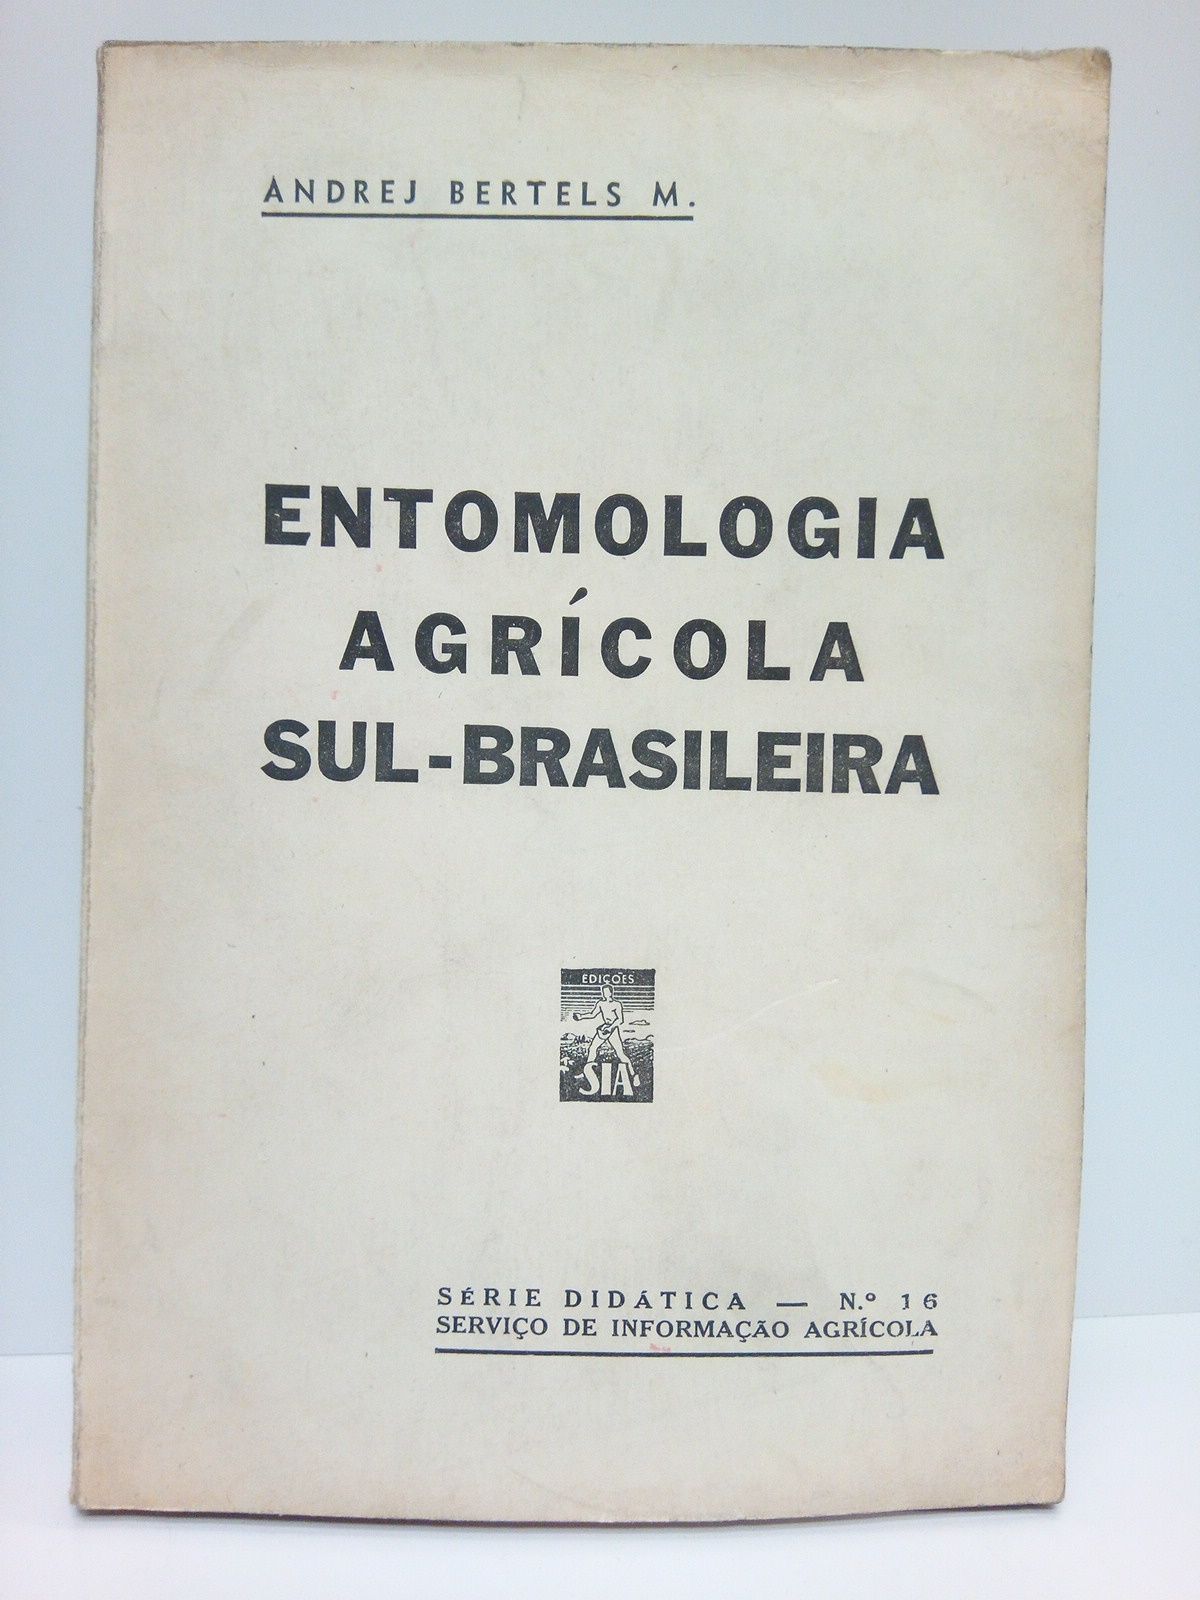 ANDREJ BERTELS M.
ENTOMOLOGIA
AGRÍCOLA
SUL-BRASILEIRA
EDIÇÕES
SIA
SÉRIE DIDÁTICA — N.º 16
SERVIÇO DE INFORMAÇÃO AGRÍCOLA